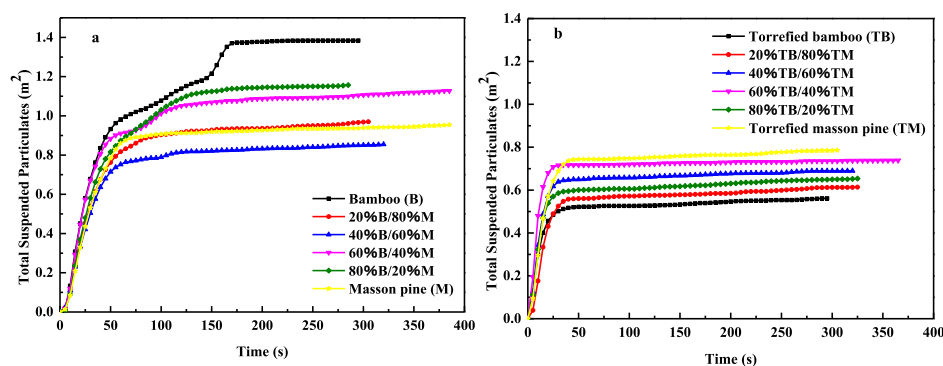 a
Total Suspended Particulates (m²)
1.4
1.2
1.0
0.8
0.6
0.4
0.2
0.0
Bamboo (B)
20%B/80%M
40%B/60%M
60%B/40%M
80%B/20%M
Masson pine (M)
0 50 100 150 200 250 300 350 400
Time (s)
b
Total Suspended Particulates (m²)
1.4
1.2
1.0
0.8
0.6
0.4
0.2
0.0
Torrefied bamboo (TB)
20%TB/80%TM
40%TB/60%TM
60%TB/40%TM
80%TB/20%TM
Torrefied masson pine (TM)
0 50 100 150 200 250 300 350 400
Time (s)